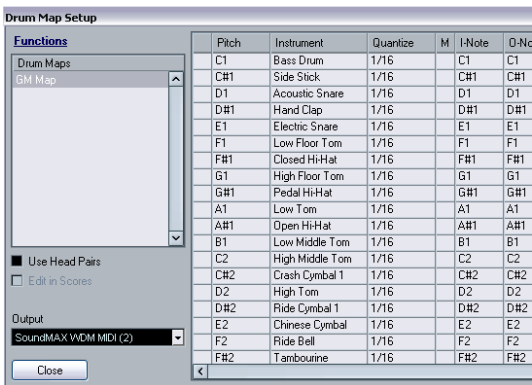 Drum Map Setup
Functions
Drum Maps
GM Map
Use Head Pairs
Edit in Scores
Output
SoundMAX WDM MIDI (2)
Close
Pitch Instrument Quantize M I-Note O-No
C1 Bass Drum 1/16 C1 C1
C#1 Side Stick 1/16 C#1 C#1
D1 Acoustic Snare 1/16 D1 D1
D#1 Hand Clap 1/16 D#1 D#1
E1 Electric Snare 1/16 E1 E1
F1 Low Floor Tom 1/16 F1 F1
F#1 Closed Hi-Hat 1/16 F#1 F#1
G1 High Floor Tom 1/16 G1 G1
G#1 Pedal Hi-Hat 1/16 G#1 G#1
A1 Low Tom 1/16 A1 A1
A#1 Open Hi-Hat 1/16 A#1 A#1
B1 Low Middle Tom 1/16 B1 B1
C2 High Middle Tom 1/16 C2 C2
C#2 Crash Cymbal 1 1/16 C#2 C#2
D2 High Tom 1/16 D2 D2
D#2 Ride Cymbal 1 1/16 D#2 D#2
E2 Chinese Cymbal 1/16 E2 E2
F2 Ride Bell 1/16 F2 F2
F#2 Tambourine 1/16 F#2 F#2